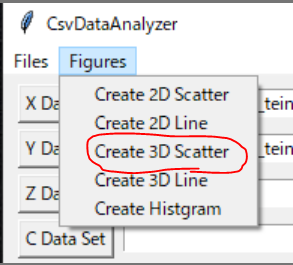 CsvDataAnalyzer
Files Figures
Create 2D Scatter
Create 2D Line
Create 3D Scatter
Create 3D Line
Create Histgram
X Da
_tein
Y Da
_tein
Z Da
C Data Set